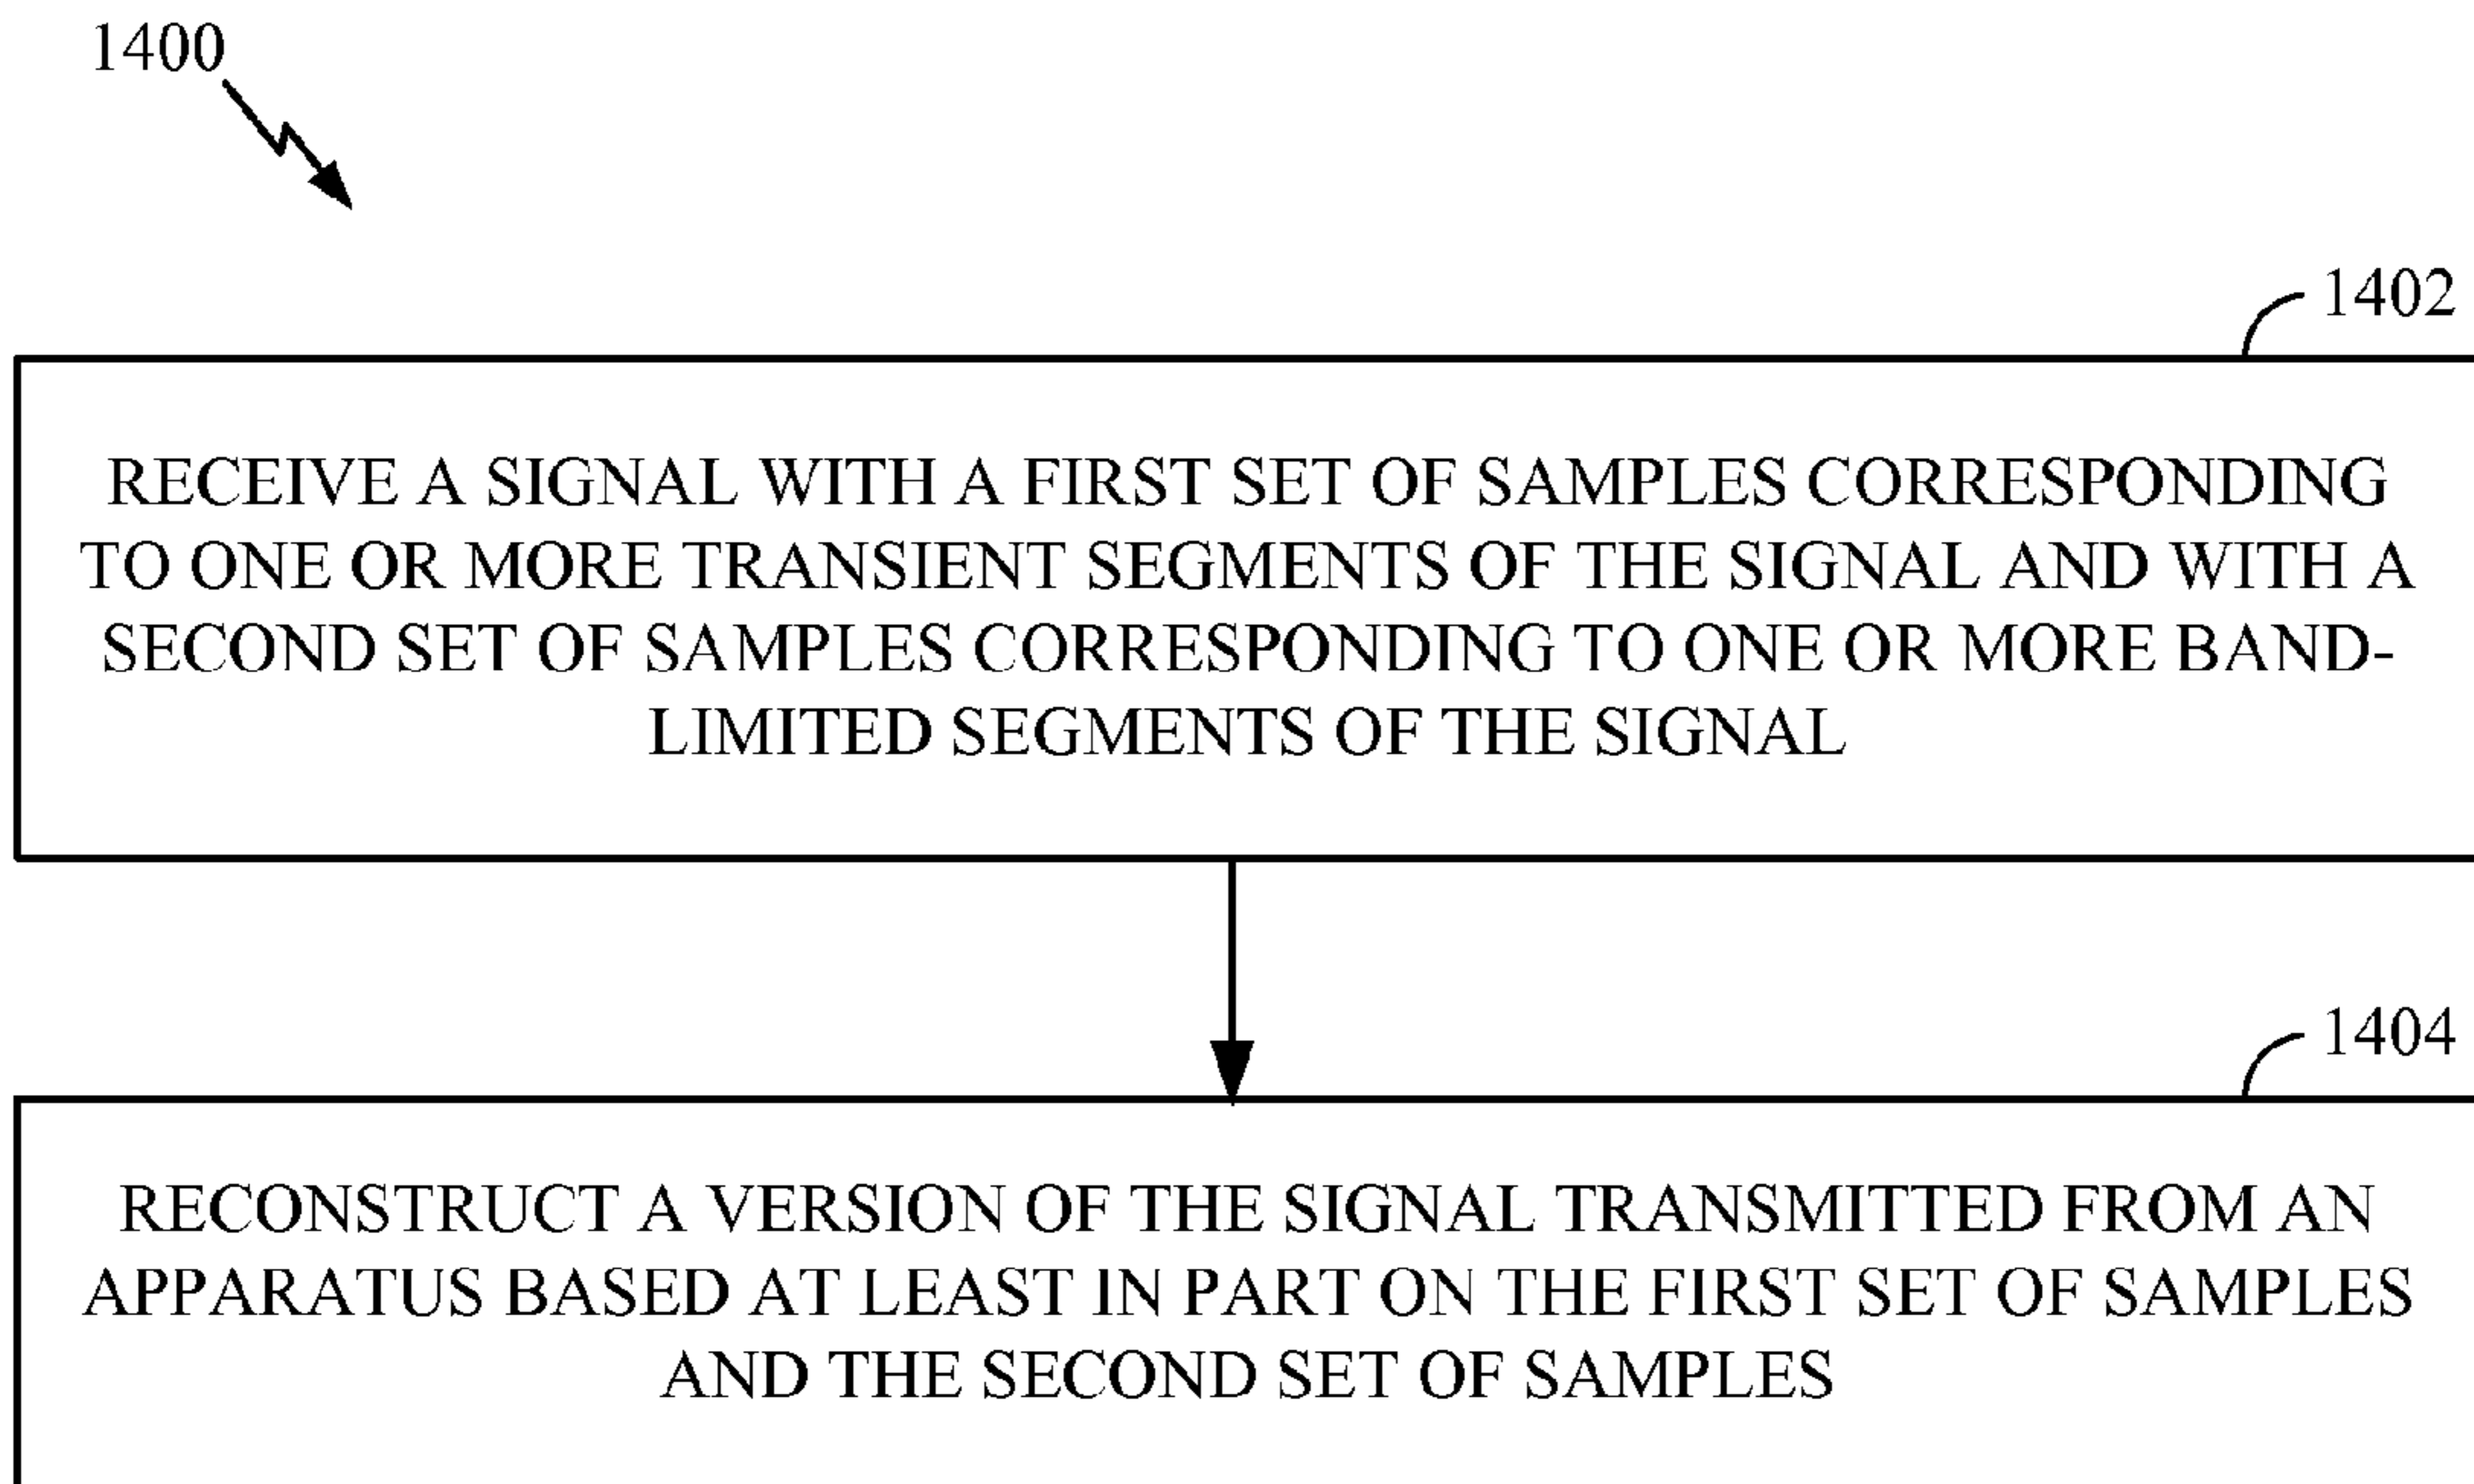 1400
1402
RECEIVE A SIGNAL WITH A FIRST SET OF SAMPLES CORRESPONDING
TO ONE OR MORE TRANSIENT SEGMENTS OF THE SIGNAL AND WITH A
SECOND SET OF SAMPLES CORRESPONDING TO ONE OR MORE BAND-
LIMITED SEGMENTS OF THE SIGNAL
1404
RECONSTRUCT A VERSION OF THE SIGNAL TRANSMITTED FROM AN
APPARATUS BASED AT LEAST IN PART ON THE FIRST SET OF SAMPLES
AND THE SECOND SET OF SAMPLES